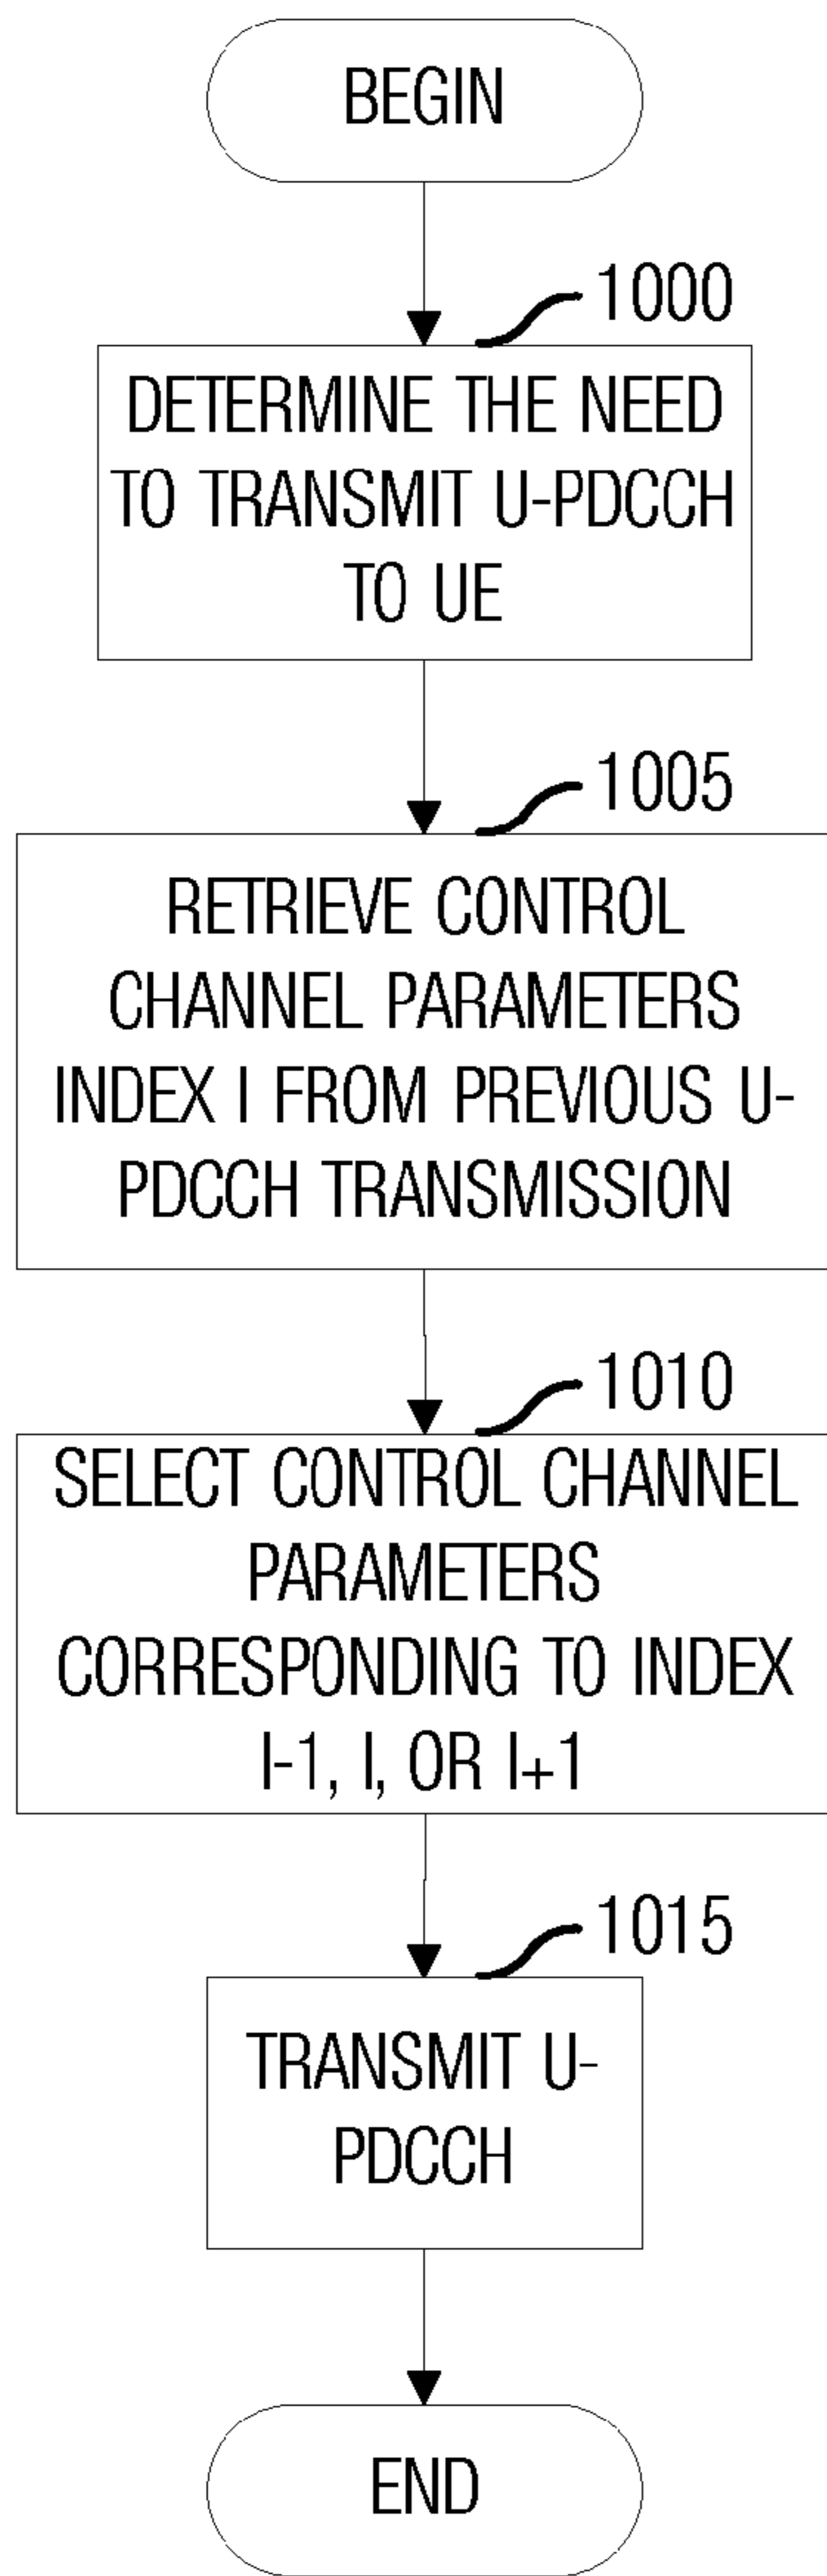 BEGIN
1000
DETERMINE THE NEED
TO TRANSMIT U-PDCCH
TO UE
1005
RETRIEVE CONTROL
CHANNEL PARAMETERS
INDEX I FROM PREVIOUS U-
PDCCH TRANSMISSION
1010
SELECT CONTROL CHANNEL
PARAMETERS
CORRESPONDING TO INDEX
I-1, I, OR I+1
1015
TRANSMIT U-
PDCCH
END